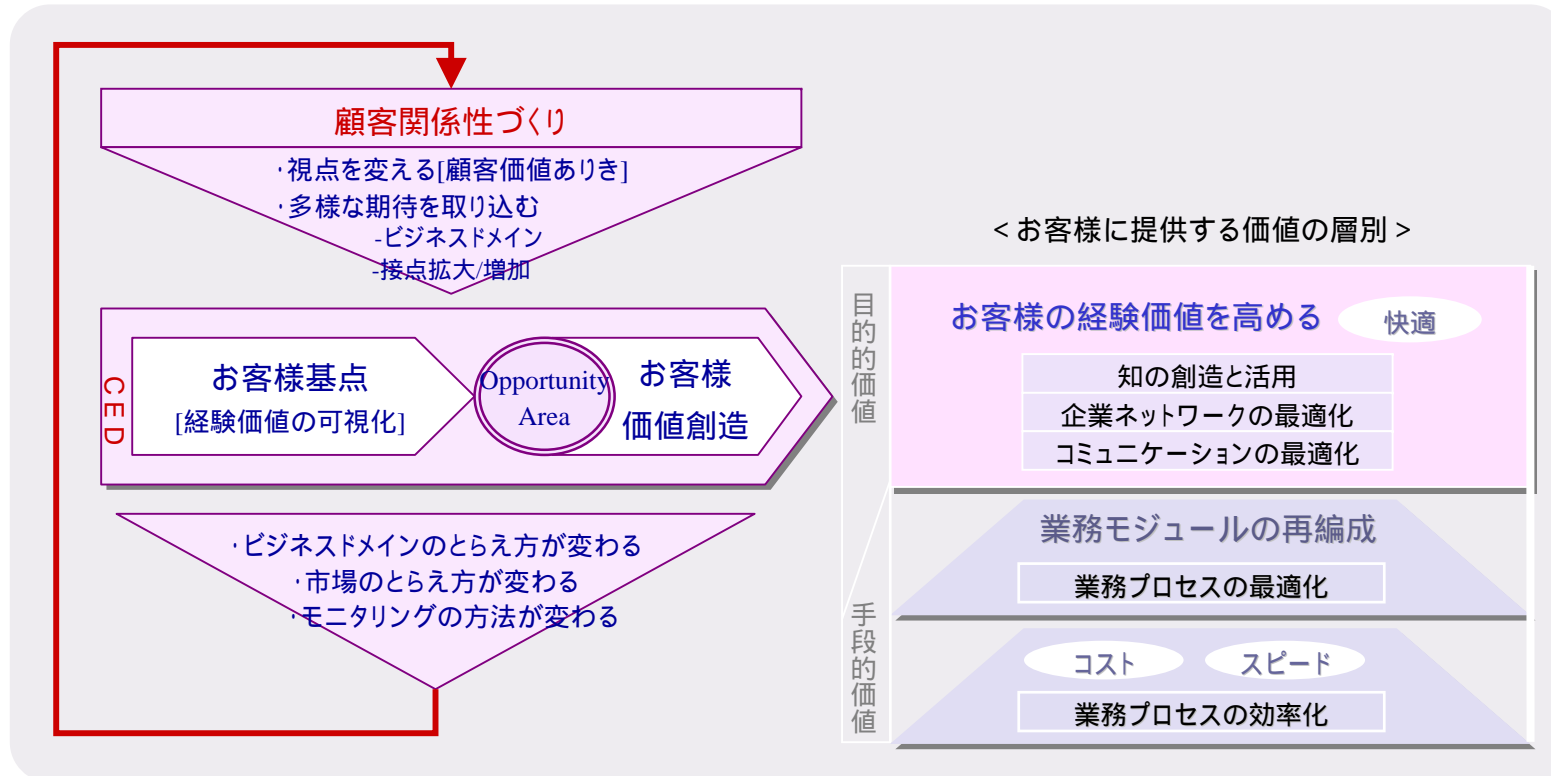 顧客関係性づくり
・視点を変える[顧客価値ありき]
・多様な期待を取り込む
-ビジネスドメイン
-接点拡大/増加
CED
お客様基点
[経験価値の可視化]
Opportunity
Area
お客様
価値創造
・ビジネスドメインのとらえ方が変わる
・市場のとらえ方が変わる
・モニタリングの方法が変わる
<お客様に提供する価値の層別>
目的的価値
お客様の経験価値を高める
快適
知の創造と活用
企業ネットワークの最適化
コミュニケーションの最適化
業務モジュールの再編成
業務プロセスの最適化
手段的価値
コスト
スピード
業務プロセスの効率化